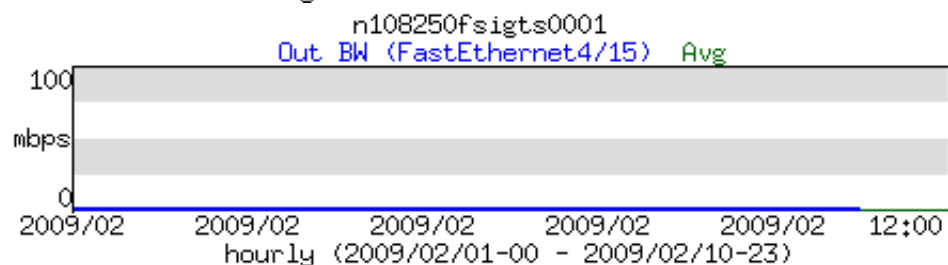 n108250fsigts0001
Out BW (FastEthernet4/15) Avg
100
mbps
0
2009/02 2009/02 2009/02 2009/02 2009/02 12:00
hourly (2009/02/01-00 - 2009/02/10-23)